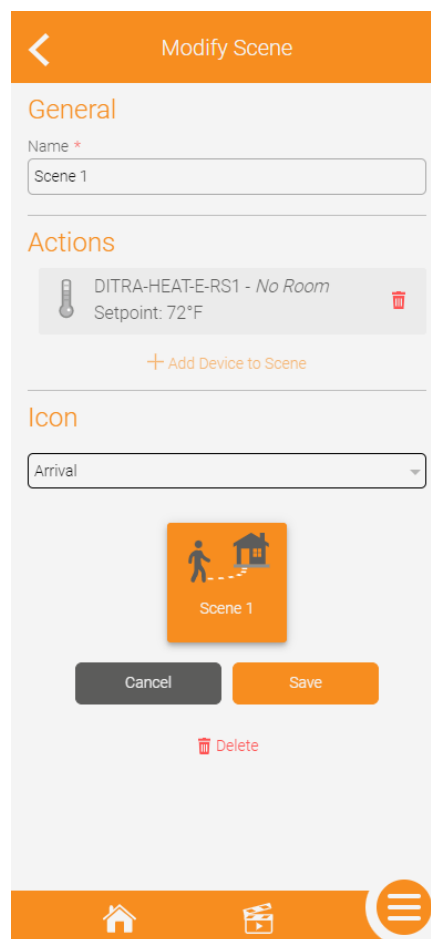 Modify Scene
General
Name *
Scene 1
Actions
DITRA-HEAT-E-RS1 - No Room
Setpoint: 72°F
Add Device to Scene
Icon
Arrival
Scene 1
Cancel
Save
Delete